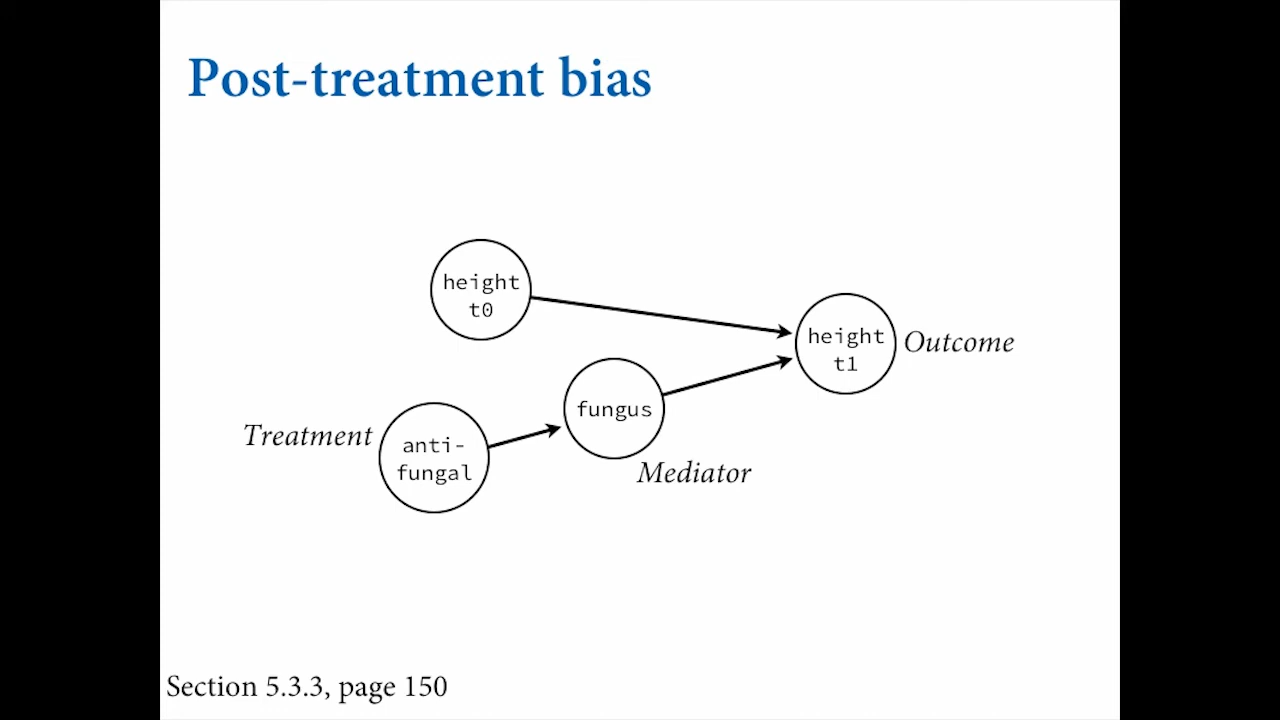 Post-treatment bias
height
t0
height
t1
Outcome
fungus
Treatment
anti-
fungal
Mediator
Section 5.3.3, page 150